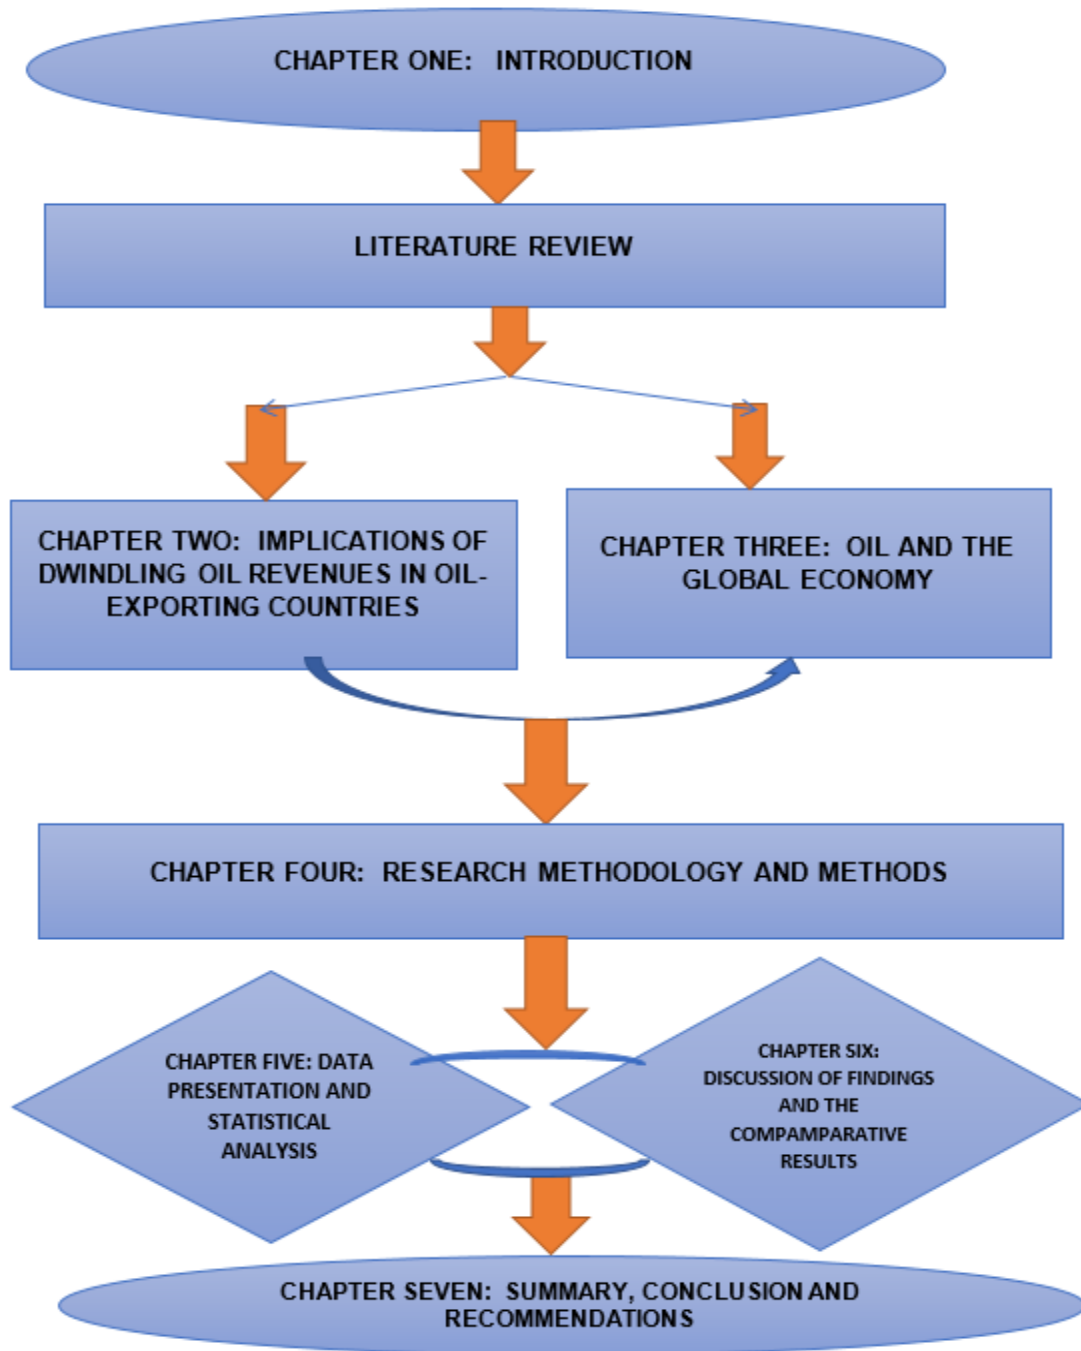 CHAPTER ONE: INTRODUCTION
LITERATURE REVIEW
CHAPTER TWO: IMPLICATIONS OF
DWINDLING OIL REVENUES IN OIL-
EXPORTING COUNTRIES
CHAPTER THREE: OIL AND THE
GLOBAL ECONOMY
CHAPTER FOUR: RESEARCH METHODOLOGY AND METHODS
CHAPTER FIVE: DATA
PRESENTATION AND
STATISTICAL
ANALYSIS
CHAPTER SIX:
DISCUSSION OF FINDINGS
AND THE
COMPAMPARATIVE
RESULTS
CHAPTER SEVEN: SUMMARY, CONCLUSION AND
RECOMMENDATIONS